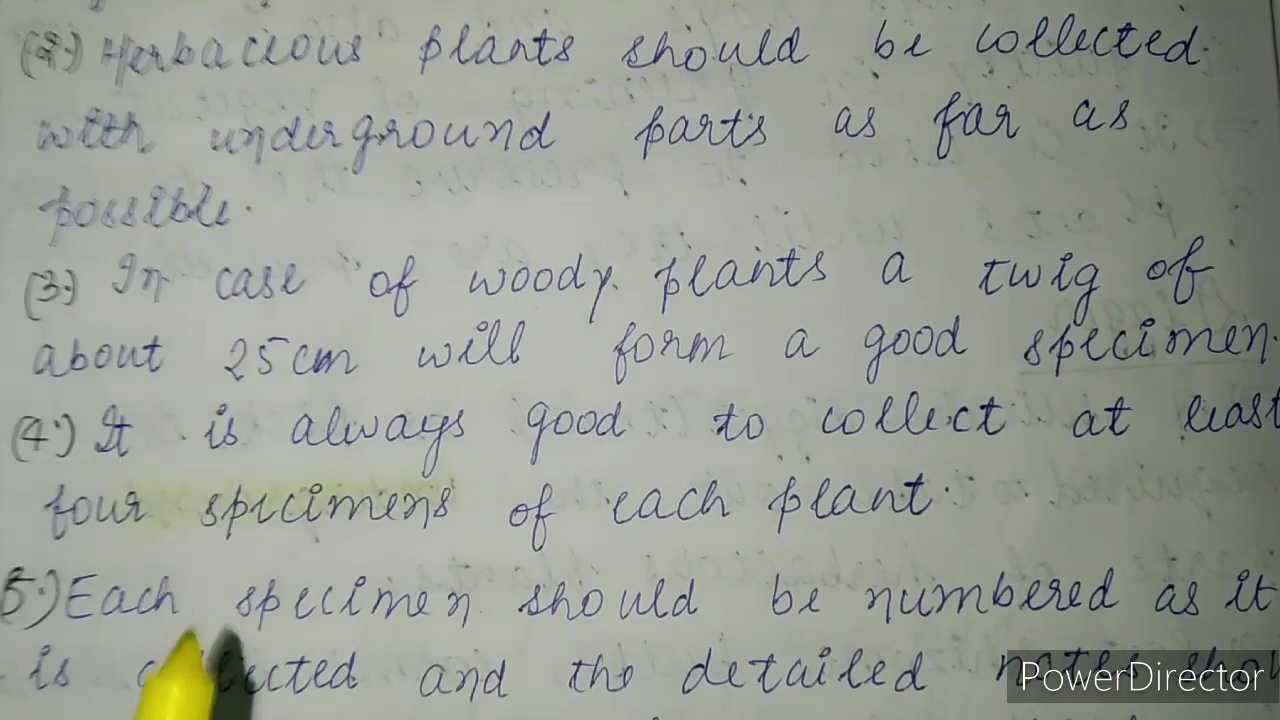 (2.) Herbacious plants should be collected.
with underground parts as far as
possible.
(3.) In case of woody plants a twig of
about 25cm will form a good specimen.
(4.) It is always good to collect at least
four specimens of each plant.
5.) Each specimen should be numbered as it
is collected and the detailed notes
PowerDirector